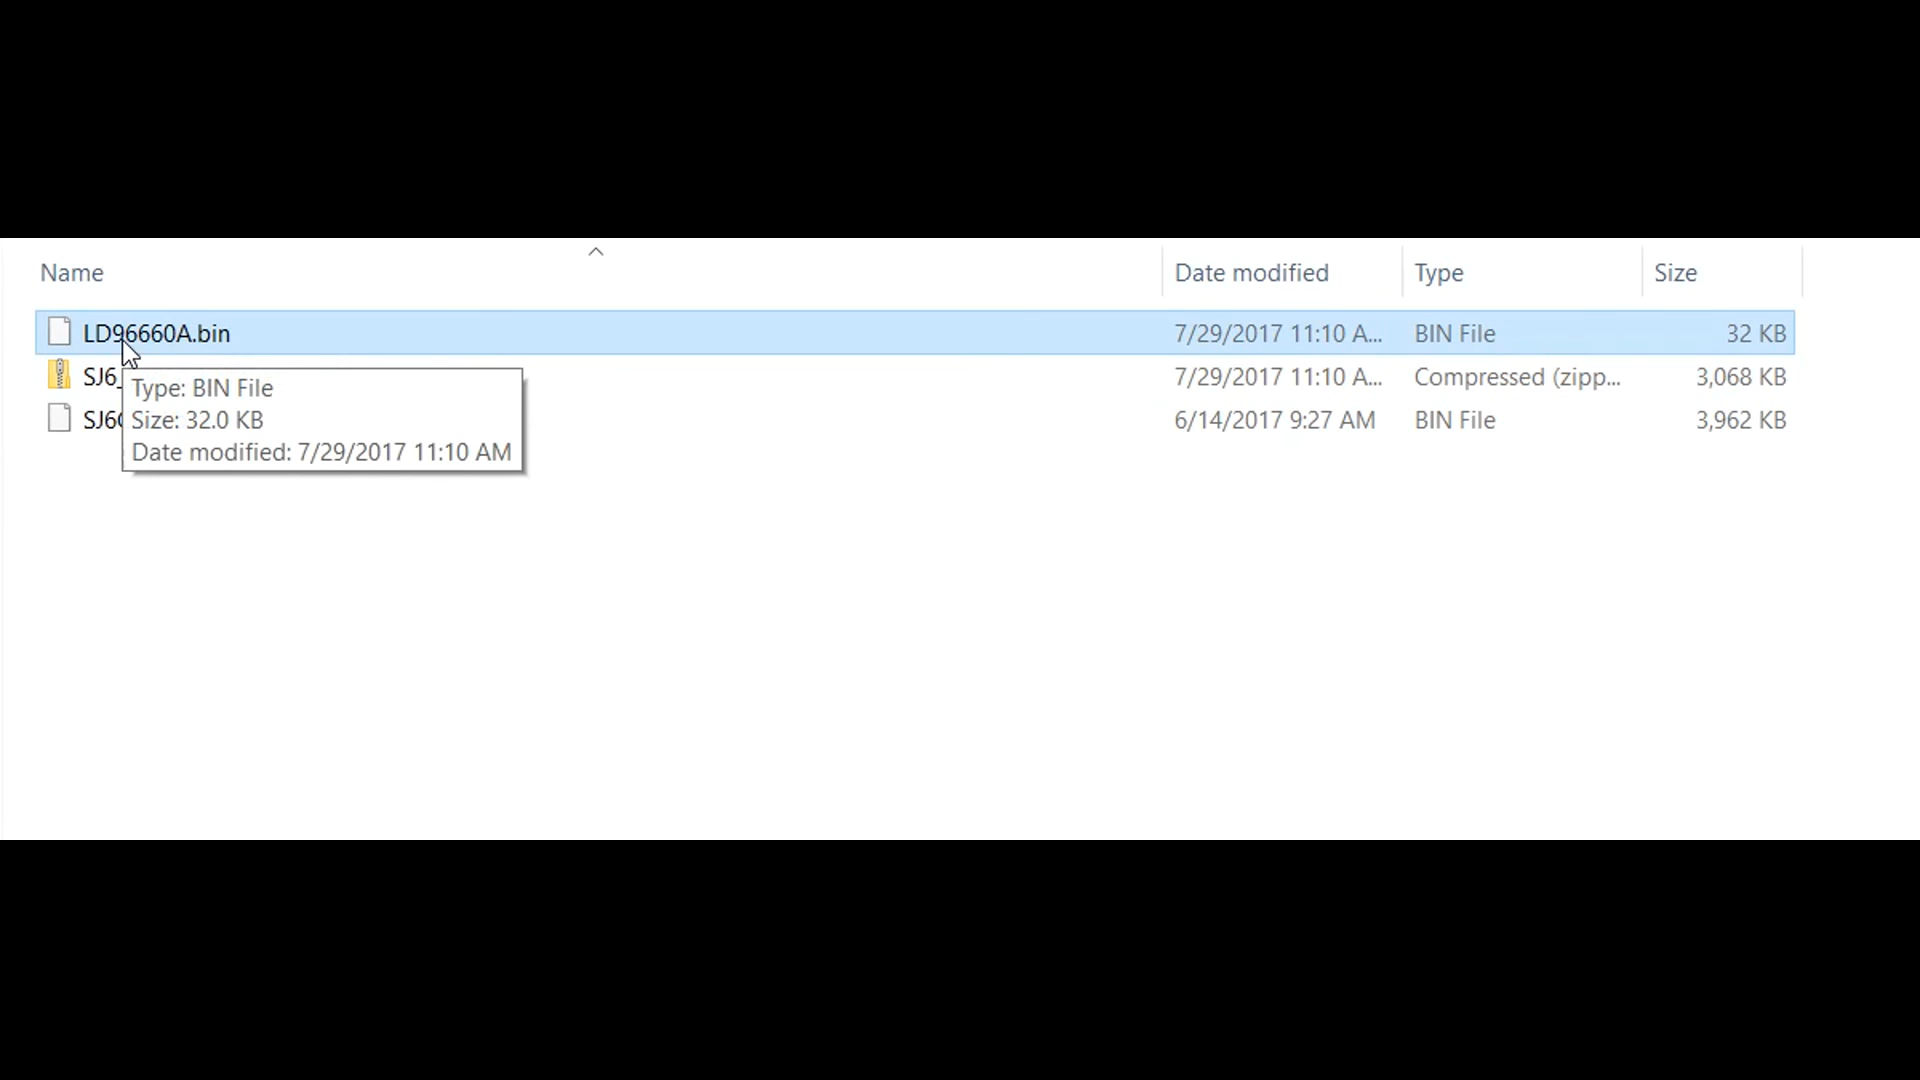 Name Date modified Type Size
LD96660A.bin 7/29/2017 11:10 A... BIN File 32 KB
SJ6_ 7/29/2017 11:10 A... Compressed (zipp... 3,068 KB
SJ6 6/14/2017 9:27 AM BIN File 3,962 KB
Type: BIN File
Size: 32.0 KB
Date modified: 7/29/2017 11:10 AM